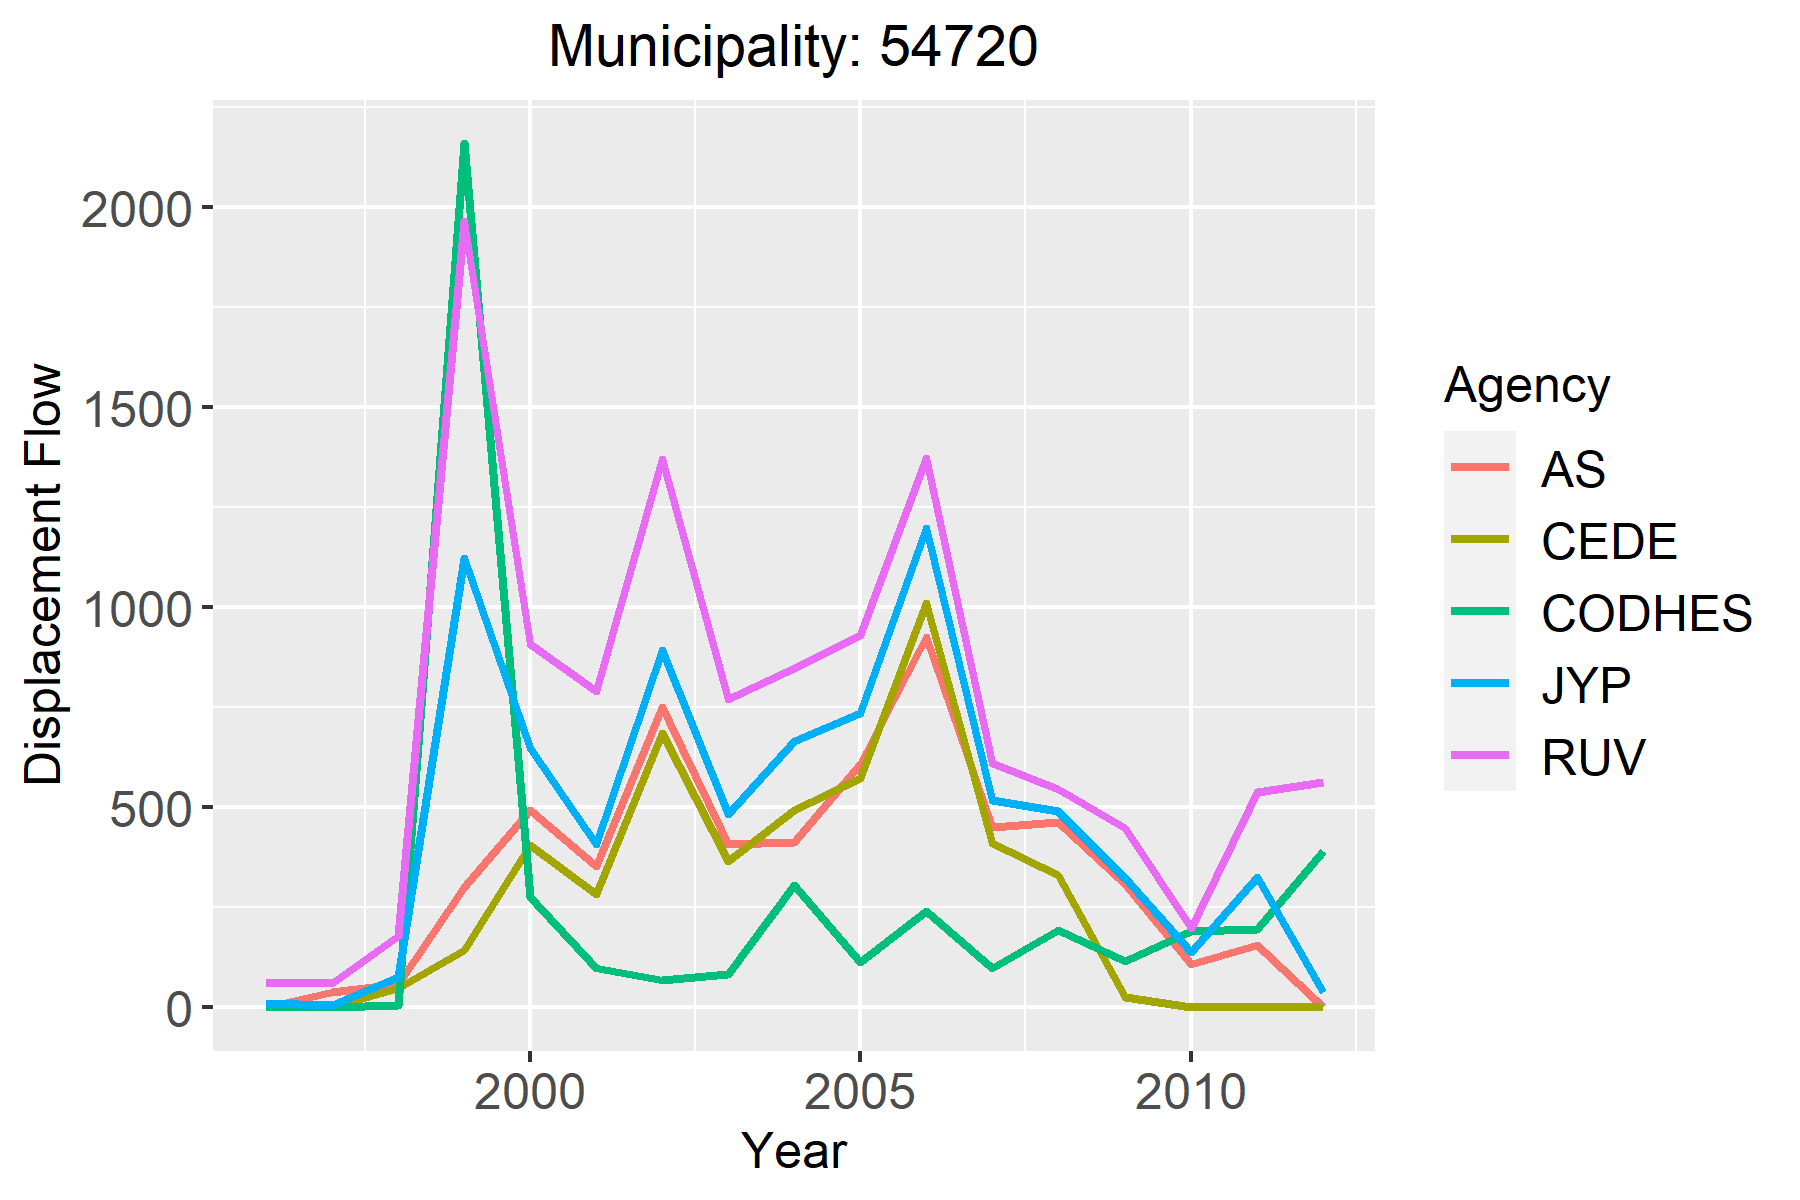 Municipality: 54720
Displacement Flow
2000
1500
1000
500
0
2000 2005 2010
Year
Agency
AS
CEDE
CODHES
JYP
RUV